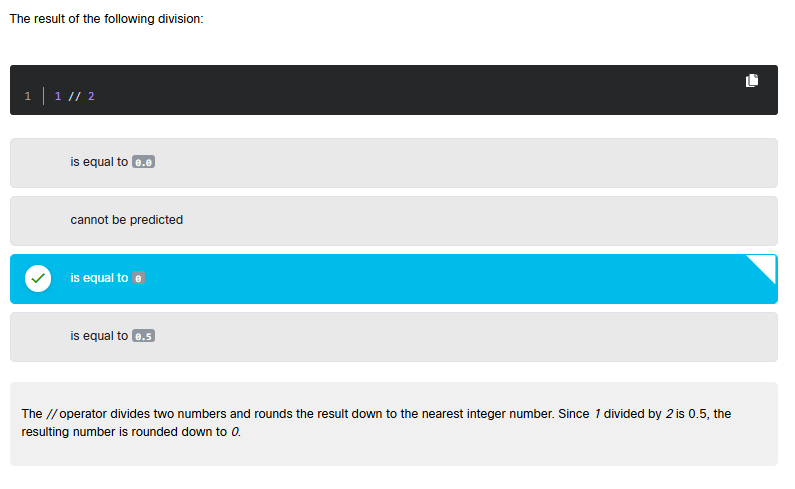 The result of the following division:
1 1 // 2
is equal to 0.0
cannot be predicted
is equal to 0
is equal to 0.5
The // operator divides two numbers and rounds the result down to the nearest integer number. Since 1 divided by 2 is 0.5, the
resulting number is rounded down to 0.